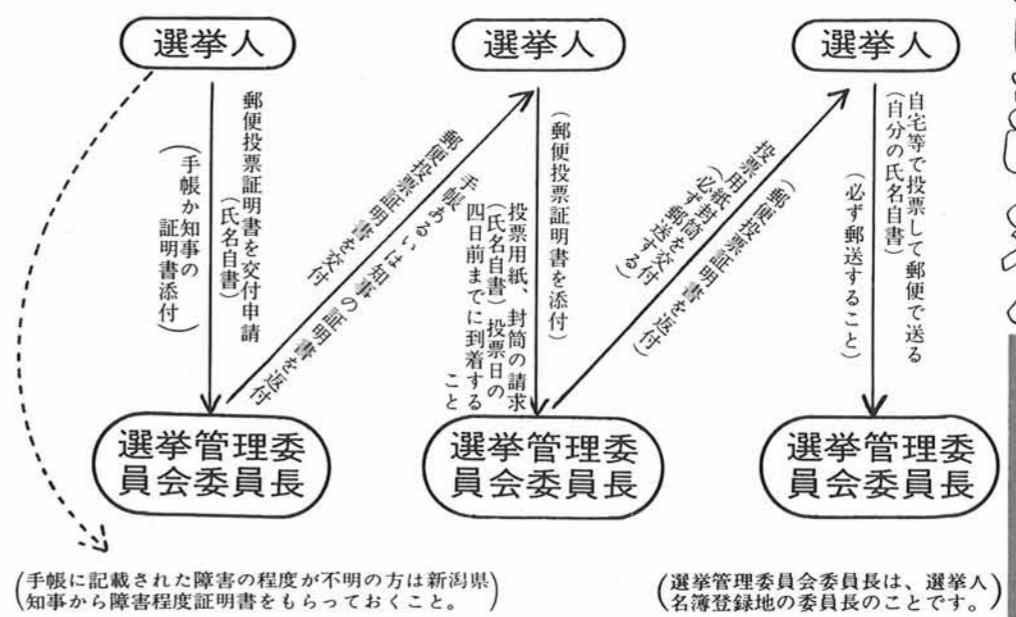 選挙人
郵便投票証明書を交付申請
(氏名自書)
(手帳か知事の
証明書添付)
選挙管理委
員会委員長
郵便投票証明書を交付
手帳あるいは知事の証明書を返付
選挙人
(郵便投票証明書を添付)
投票用紙、封筒の請求
(氏名自書)投票日の
四日前までに到着する
こと
選挙管理委
員会委員長
投票用紙封筒を交付
(必ず郵送する)
(郵便投票証明書を返付)
選挙人
自宅等で投票して郵便で送る
(自分の氏名自書)
(必ず郵送すること)
選挙管理委
員会委員長
(手帳に記載された障害の程度が不明の方は新潟県
知事から障害程度証明書をもらっておくこと。)
(選挙管理委員会委員長は、選挙人
名簿登録地の委員長のことです。)